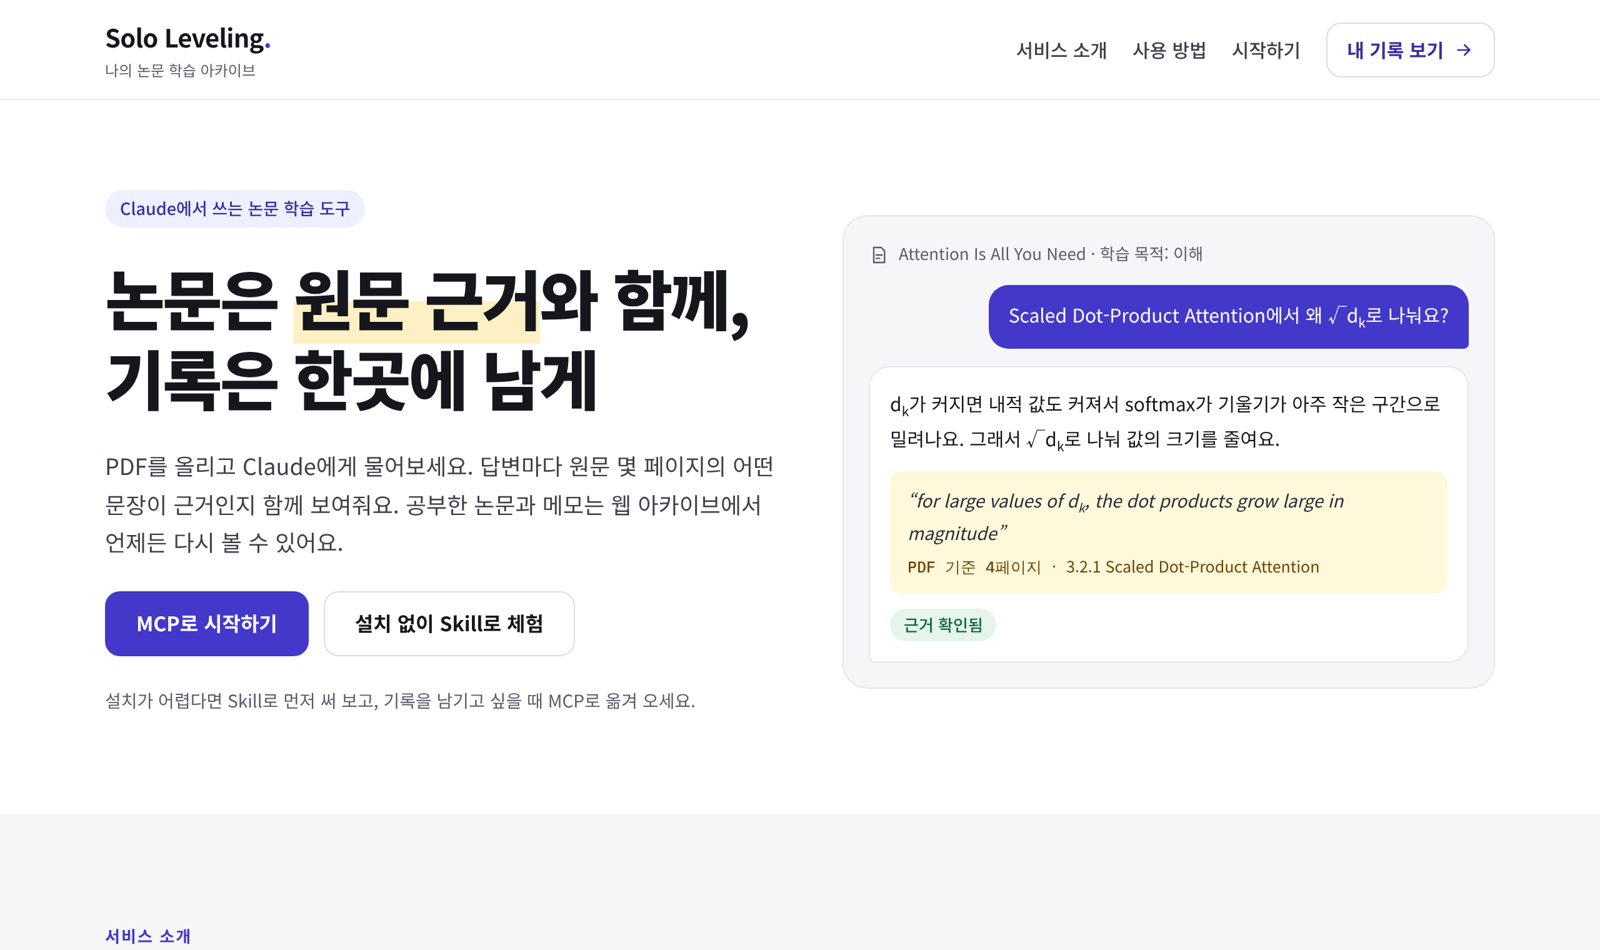 Solo Leveling.
나의 논문 학습 아카이브
서비스 소개
사용 방법
시작하기
내 기록 보기 →
Claude에서 쓰는 논문 학습 도구
논문은 원문 근거와 함께,
기록은 한곳에 남게
PDF를 올리고 Claude에게 물어보세요. 답변마다 원문 몇 페이지의 어떤
문장이 근거인지 함께 보여줘요. 공부한 논문과 메모는 웹 아카이브에서
언제든 다시 볼 수 있어요.
MCP로 시작하기
설치 없이 Skill로 체험
설치가 어렵다면 Skill로 먼저 써 보고, 기록을 남기고 싶을 때 MCP로 옮겨 오세요.
Attention Is All You Need · 학습 목적: 이해
Scaled Dot-Product Attention에서 왜 √dk로 나눠요?
dk가 커지면 내적 값도 커져서 softmax가 기울기가 아주 작은 구간으로
밀려나요. 그래서 √dk로 나눠 값의 크기를 줄여요.
“for large values of dk, the dot products grow large in
magnitude”
PDF 기준 4페이지 · 3.2.1 Scaled Dot-Product Attention
근거 확인됨
서비스 소개